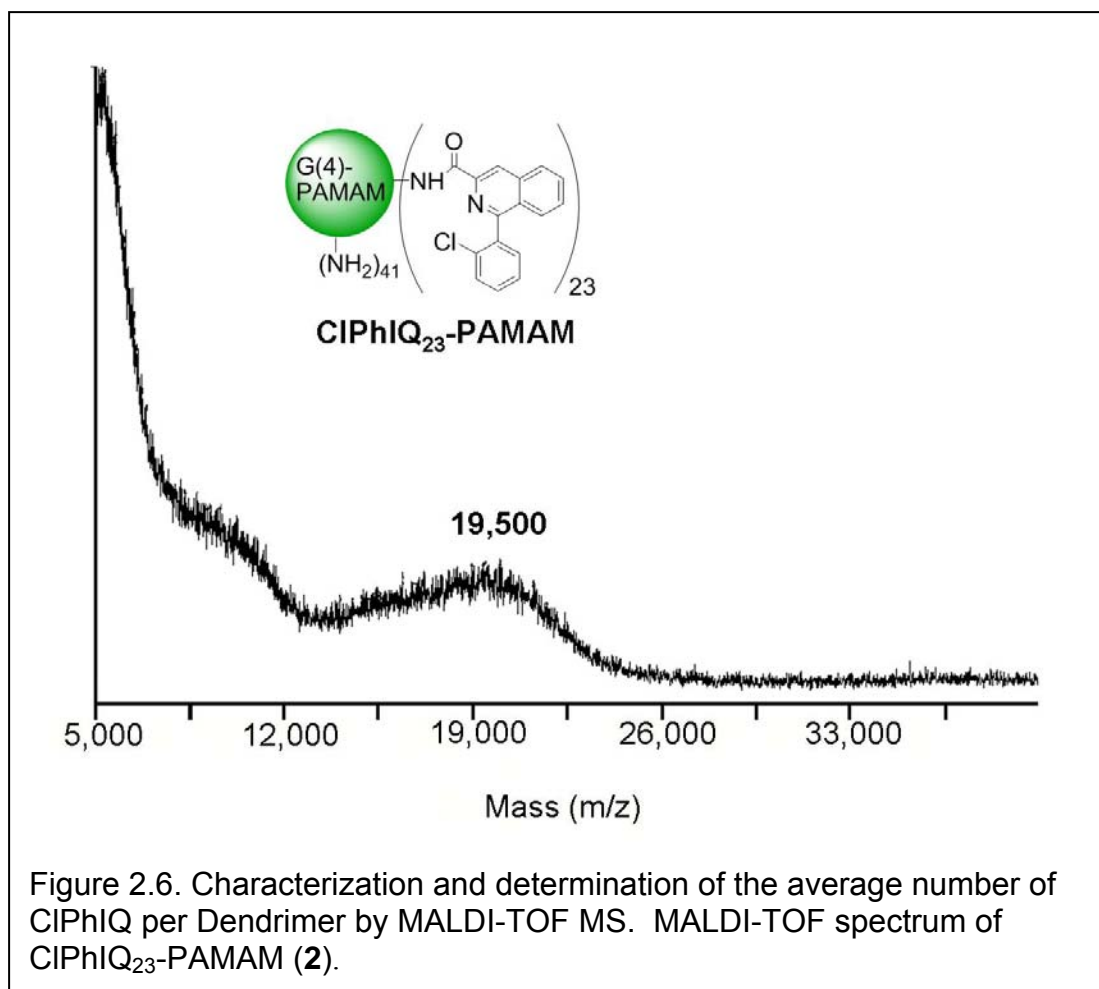 O
G(4)-
PAMAM
NH
N
Cl
(NH₂)₄₁
23
ClPhIQ₂₃-PAMAM
19,500
5,000 12,000 19,000 26,000 33,000
Mass (m/z)
Figure 2.6. Characterization and determination of the average number of
ClPhIQ per Dendrimer by MALDI-TOF MS.  MALDI-TOF spectrum of
ClPhIQ₂₃-PAMAM (2).